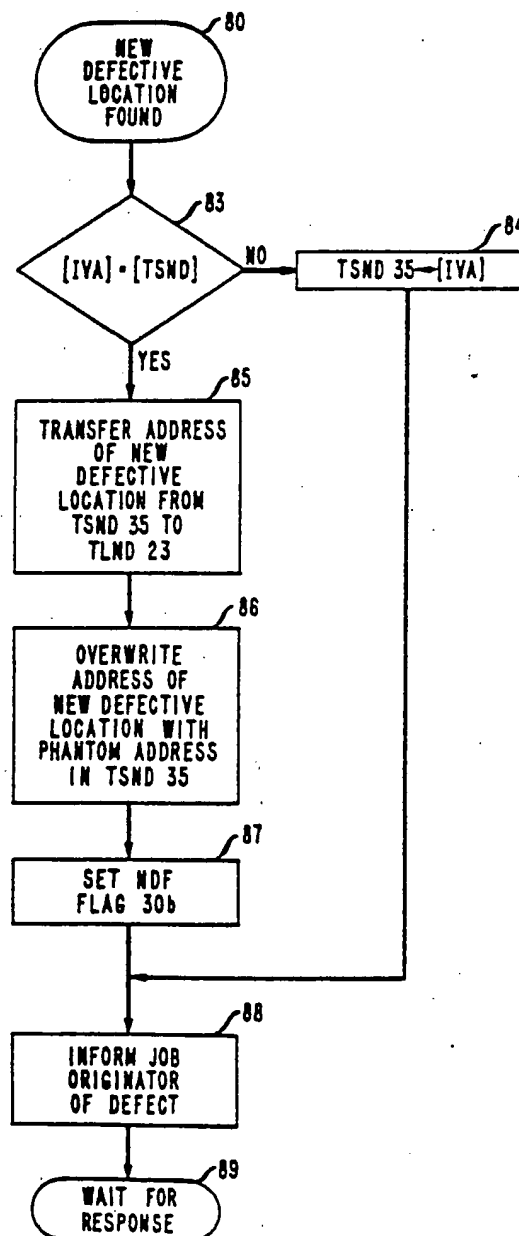 80
NEW
DEFECTIVE
LOCATION
FOUND
83
[IVA] = [TSND]
NO
84
TSND 35←[IVA]
YES
85
TRANSFER ADDRESS
OF NEW
DEFECTIVE
LOCATION FROM
TSND 35 TO
TLND 23
86
OVERWRITE
ADDRESS OF
NEW DEFECTIVE
LOCATION WITH
PHANTOM ADDRESS
IN TSND 35
87
SET NDF
FLAG 30b
88
INFORM JOB
ORIGINATOR
OF DEFECT
89
WAIT FOR
RESPONSE